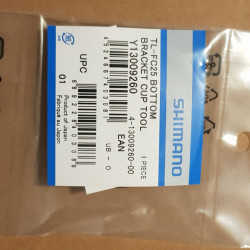 SHIMANO
TL-FC25 BOTTOM
BRACKET CUP TOOL
Y13009260
1 PIECE
4-13009260-00
EAN
UB - 0
UPC
01
Product of Japan
Fabriqué au Japon